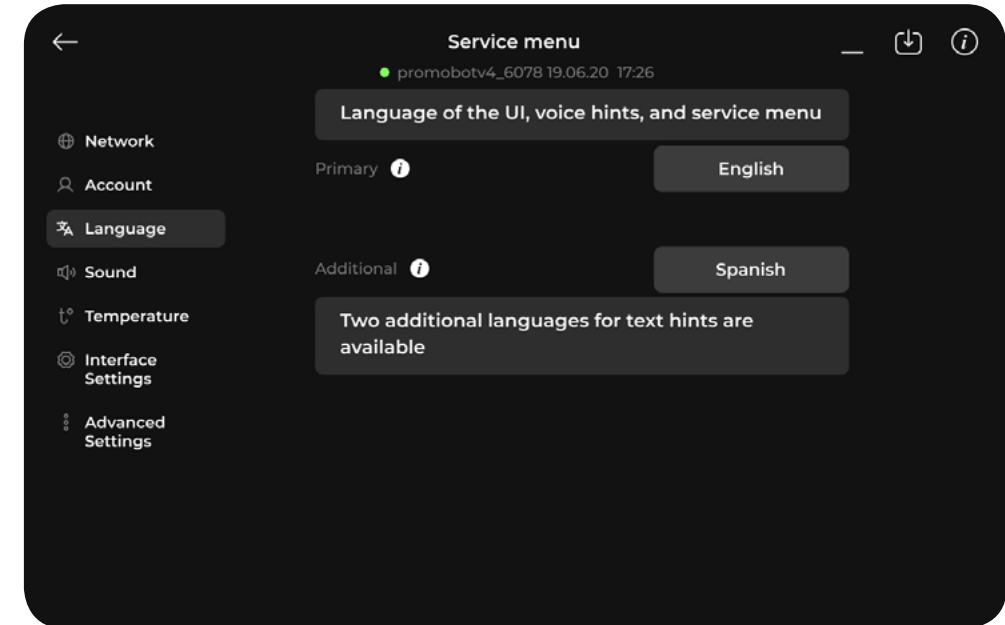 Service menu
promobotv4_6078 19.06.20 17:26
Network
Account
Language
Sound
t° Temperature
Interface
Settings
Advanced
Settings
Language of the UI, voice hints, and service menu
Primary i English
Additional i Spanish
Two additional languages for text hints are
available